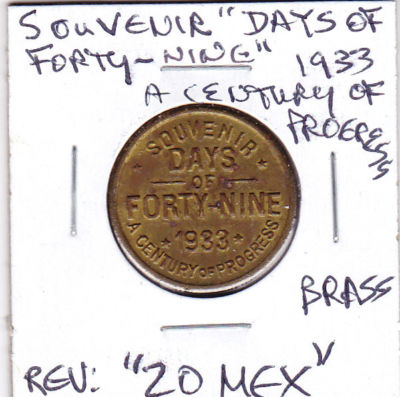 SOUVENIR "DAYS OF
FORTY-NINE" 1933
A CENTURY OF
PROGRESS
SOUVENIR
DAYS
OF
FORTY-NINE
1933
A CENTURY OF PROGRESS
BRASS
REV: "20 MEX"